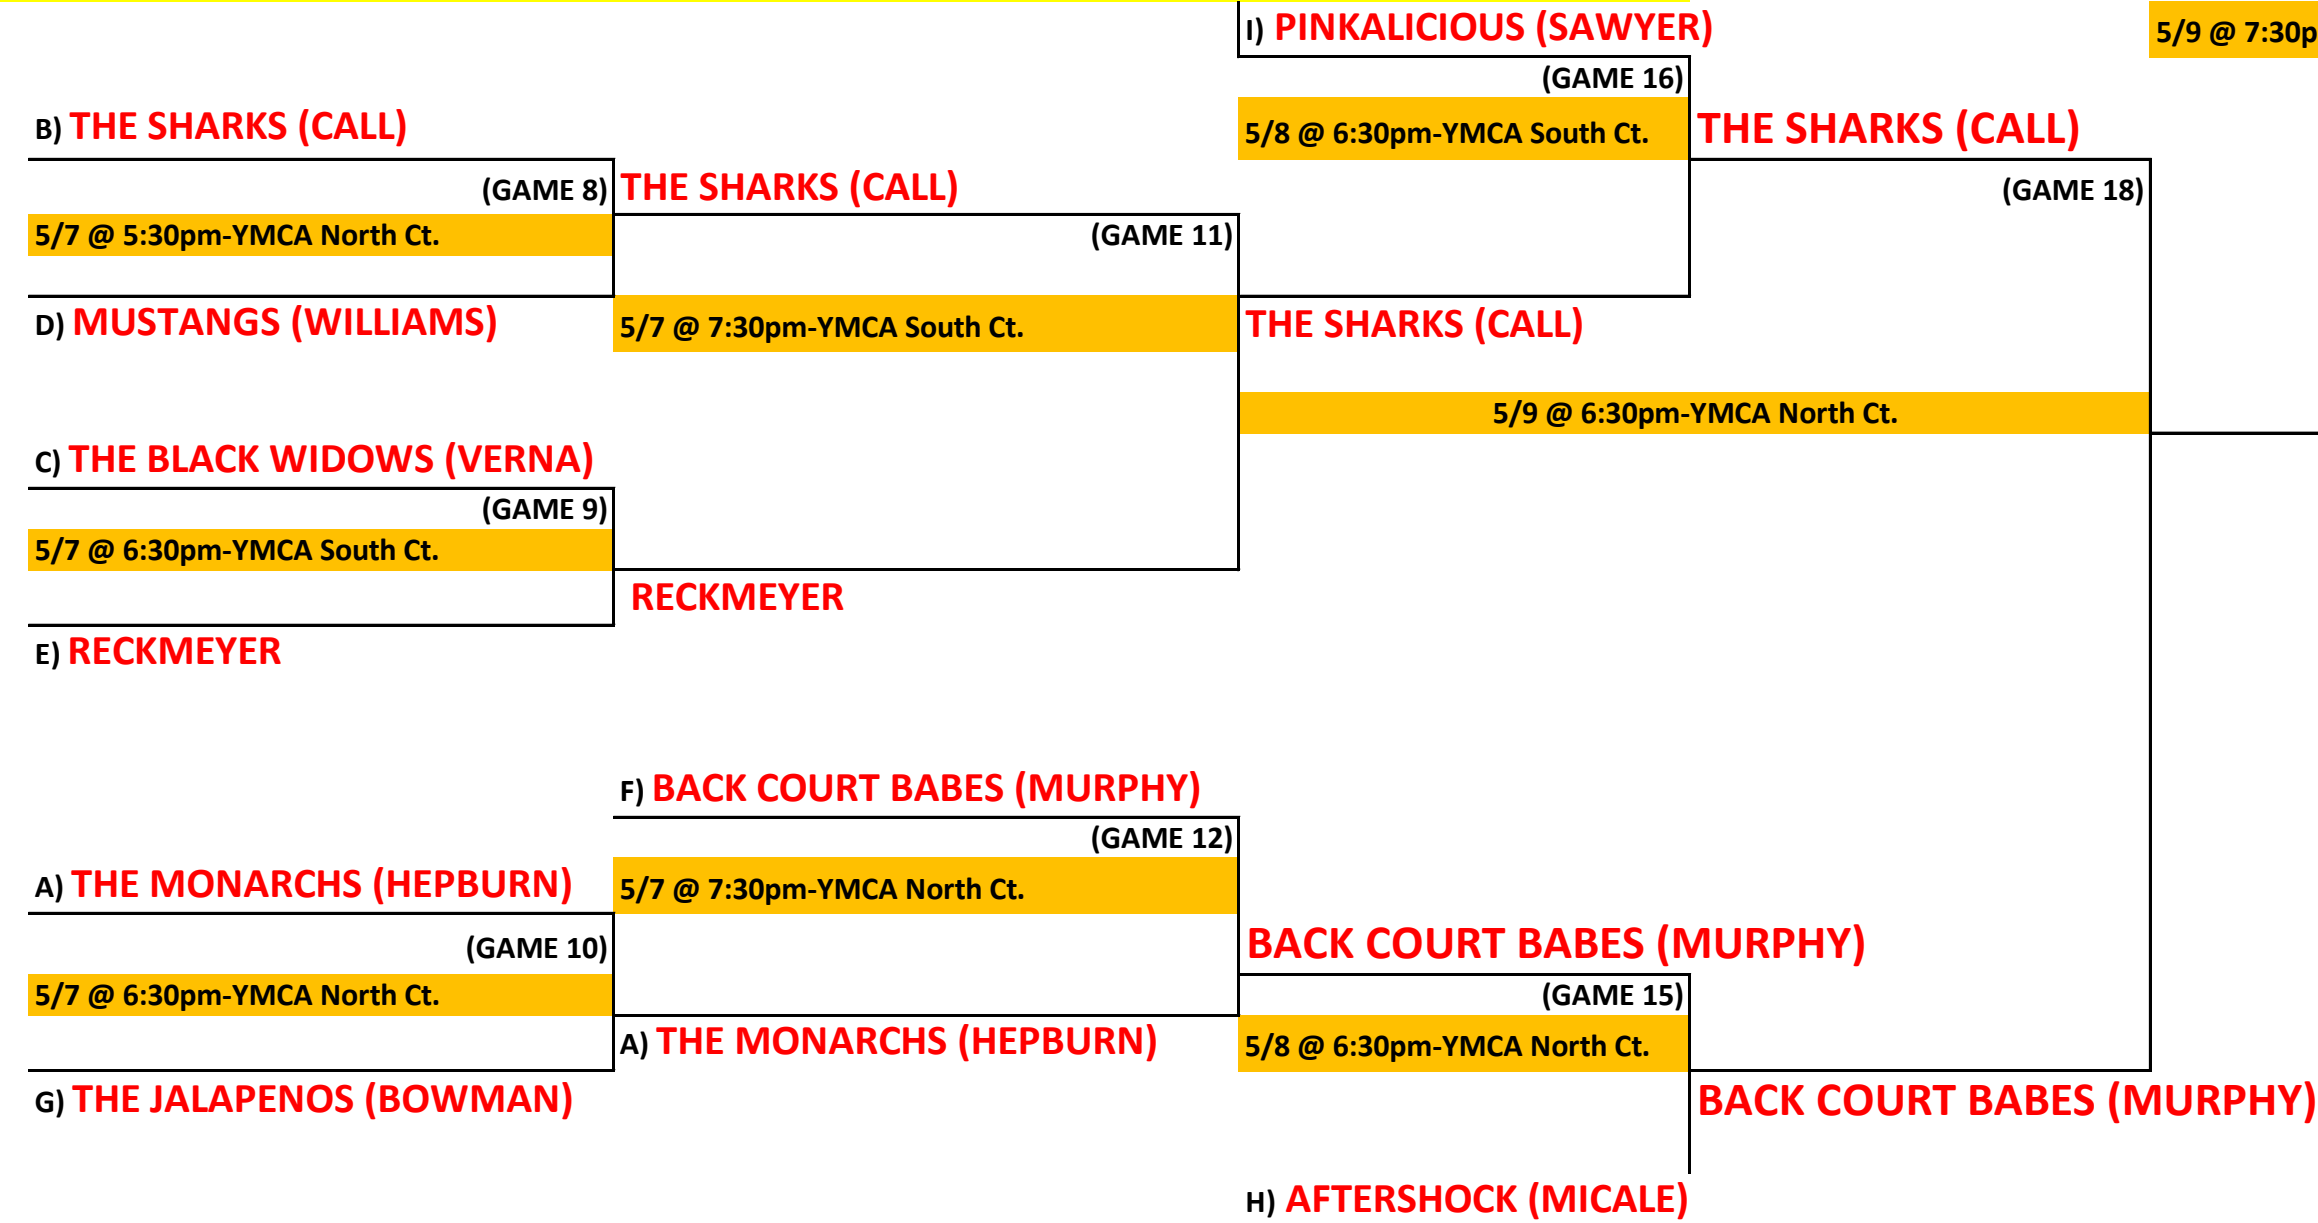 I) PINKALICIOUS (SAWYER)
5/9 @ 7:30p
(GAME 16)
B) THE SHARKS (CALL)
5/8 @ 6:30pm-YMCA South Ct.
THE SHARKS (CALL)
(GAME 8)
THE SHARKS (CALL)
(GAME 18)
5/7 @ 5:30pm-YMCA North Ct.
(GAME 11)
D) MUSTANGS (WILLIAMS)
5/7 @ 7:30pm-YMCA South Ct.
THE SHARKS (CALL)
5/9 @ 6:30pm-YMCA North Ct.
C) THE BLACK WIDOWS (VERNA)
(GAME 9)
5/7 @ 6:30pm-YMCA South Ct.
RECKMEYER
E) RECKMEYER
F) BACK COURT BABES (MURPHY)
(GAME 12)
A) THE MONARCHS (HEPBURN)
5/7 @ 7:30pm-YMCA North Ct.
(GAME 10)
BACK COURT BABES (MURPHY)
5/7 @ 6:30pm-YMCA North Ct.
(GAME 15)
A) THE MONARCHS (HEPBURN)
5/8 @ 6:30pm-YMCA North Ct.
G) THE JALAPENOS (BOWMAN)
BACK COURT BABES (MURPHY)
H) AFTERSHOCK (MICALE)